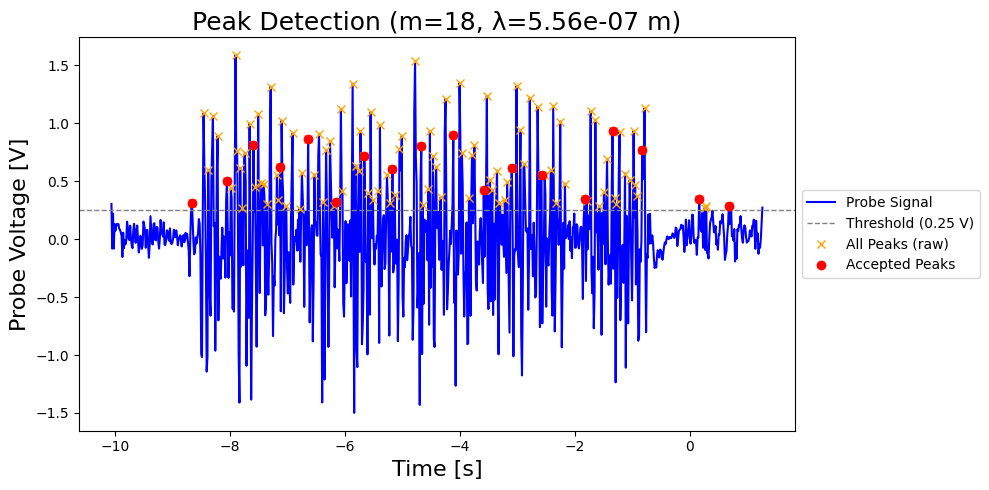 Peak Detection (m=18, λ=5.56e-07 m)
Probe Voltage [V]
1.5
1.0
0.5
0.0
−0.5
−1.0
−1.5
−10
−8
−6
−4
−2
0
Time [s]
Probe Signal
Threshold (0.25 V)
All Peaks (raw)
Accepted Peaks